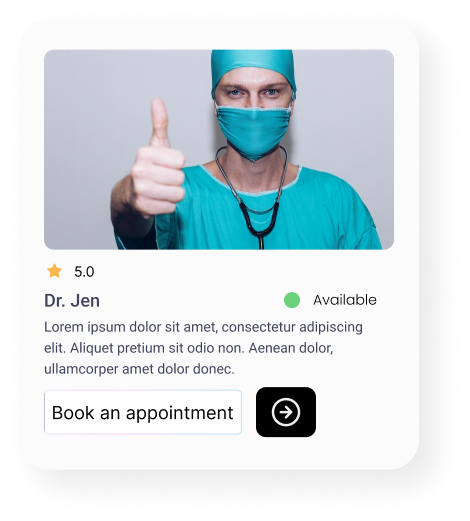 5.0
Dr. Jen
Available
Lorem ipsum dolor sit amet, consectetur adipiscing
elit. Aliquet pretium sit odio non. Aenean dolor,
ullamcorper amet dolor donec.
Book an appointment